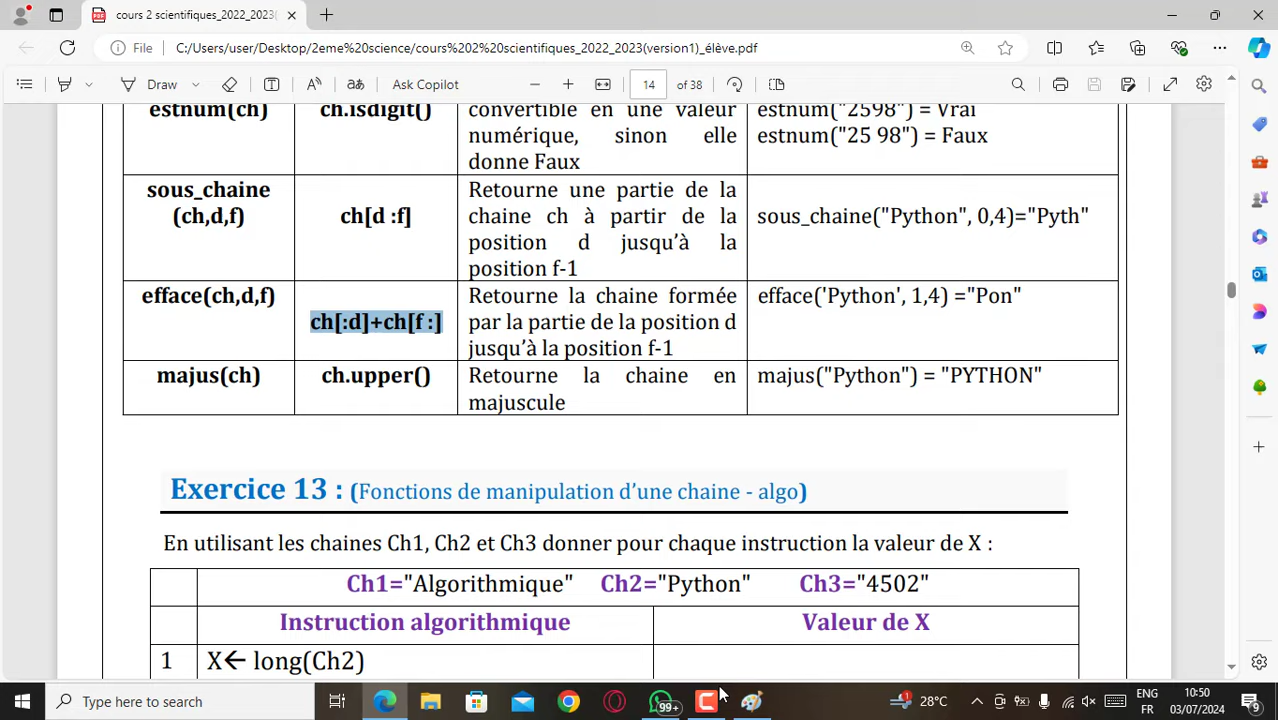 cours 2 scientifiques_2022_2023(
File
C:/Users/user/Desktop/2eme%20science/cours%202%20scientifiques_2022_2023(version1)_élève.pdf
Draw
aあ
Ask Copilot
14 of 38
estnum(ch)
ch.isdigit()
convertible en une valeur
numérique, sinon elle
donne Faux
estnum("2598") = Vrai
estnum("25 98") = Faux
sous_chaine
(ch,d,f)
ch[d :f]
Retourne une partie de la
chaine ch à partir de la
position d jusqu’à la
position f-1
sous_chaine("Python", 0,4)="Pyth"
efface(ch,d,f)
ch[:d]+ch[f :]
Retourne la chaine formée
par la partie de la position d
jusqu’à la position f-1
efface('Python', 1,4) ="Pon"
majus(ch)
ch.upper()
Retourne la chaine en
majuscule
majus("Python") = "PYTHON"
Exercice 13 : (Fonctions de manipulation d’une chaine - algo)
En utilisant les chaines Ch1, Ch2 et Ch3 donner pour chaque instruction la valeur de X :
Ch1="Algorithmique" Ch2="Python" Ch3="4502"
Instruction algorithmique
Valeur de X
1
X← long(Ch2)
Type here to search
99+
1
28°C
ENG
FR
10:50
03/07/2024
9